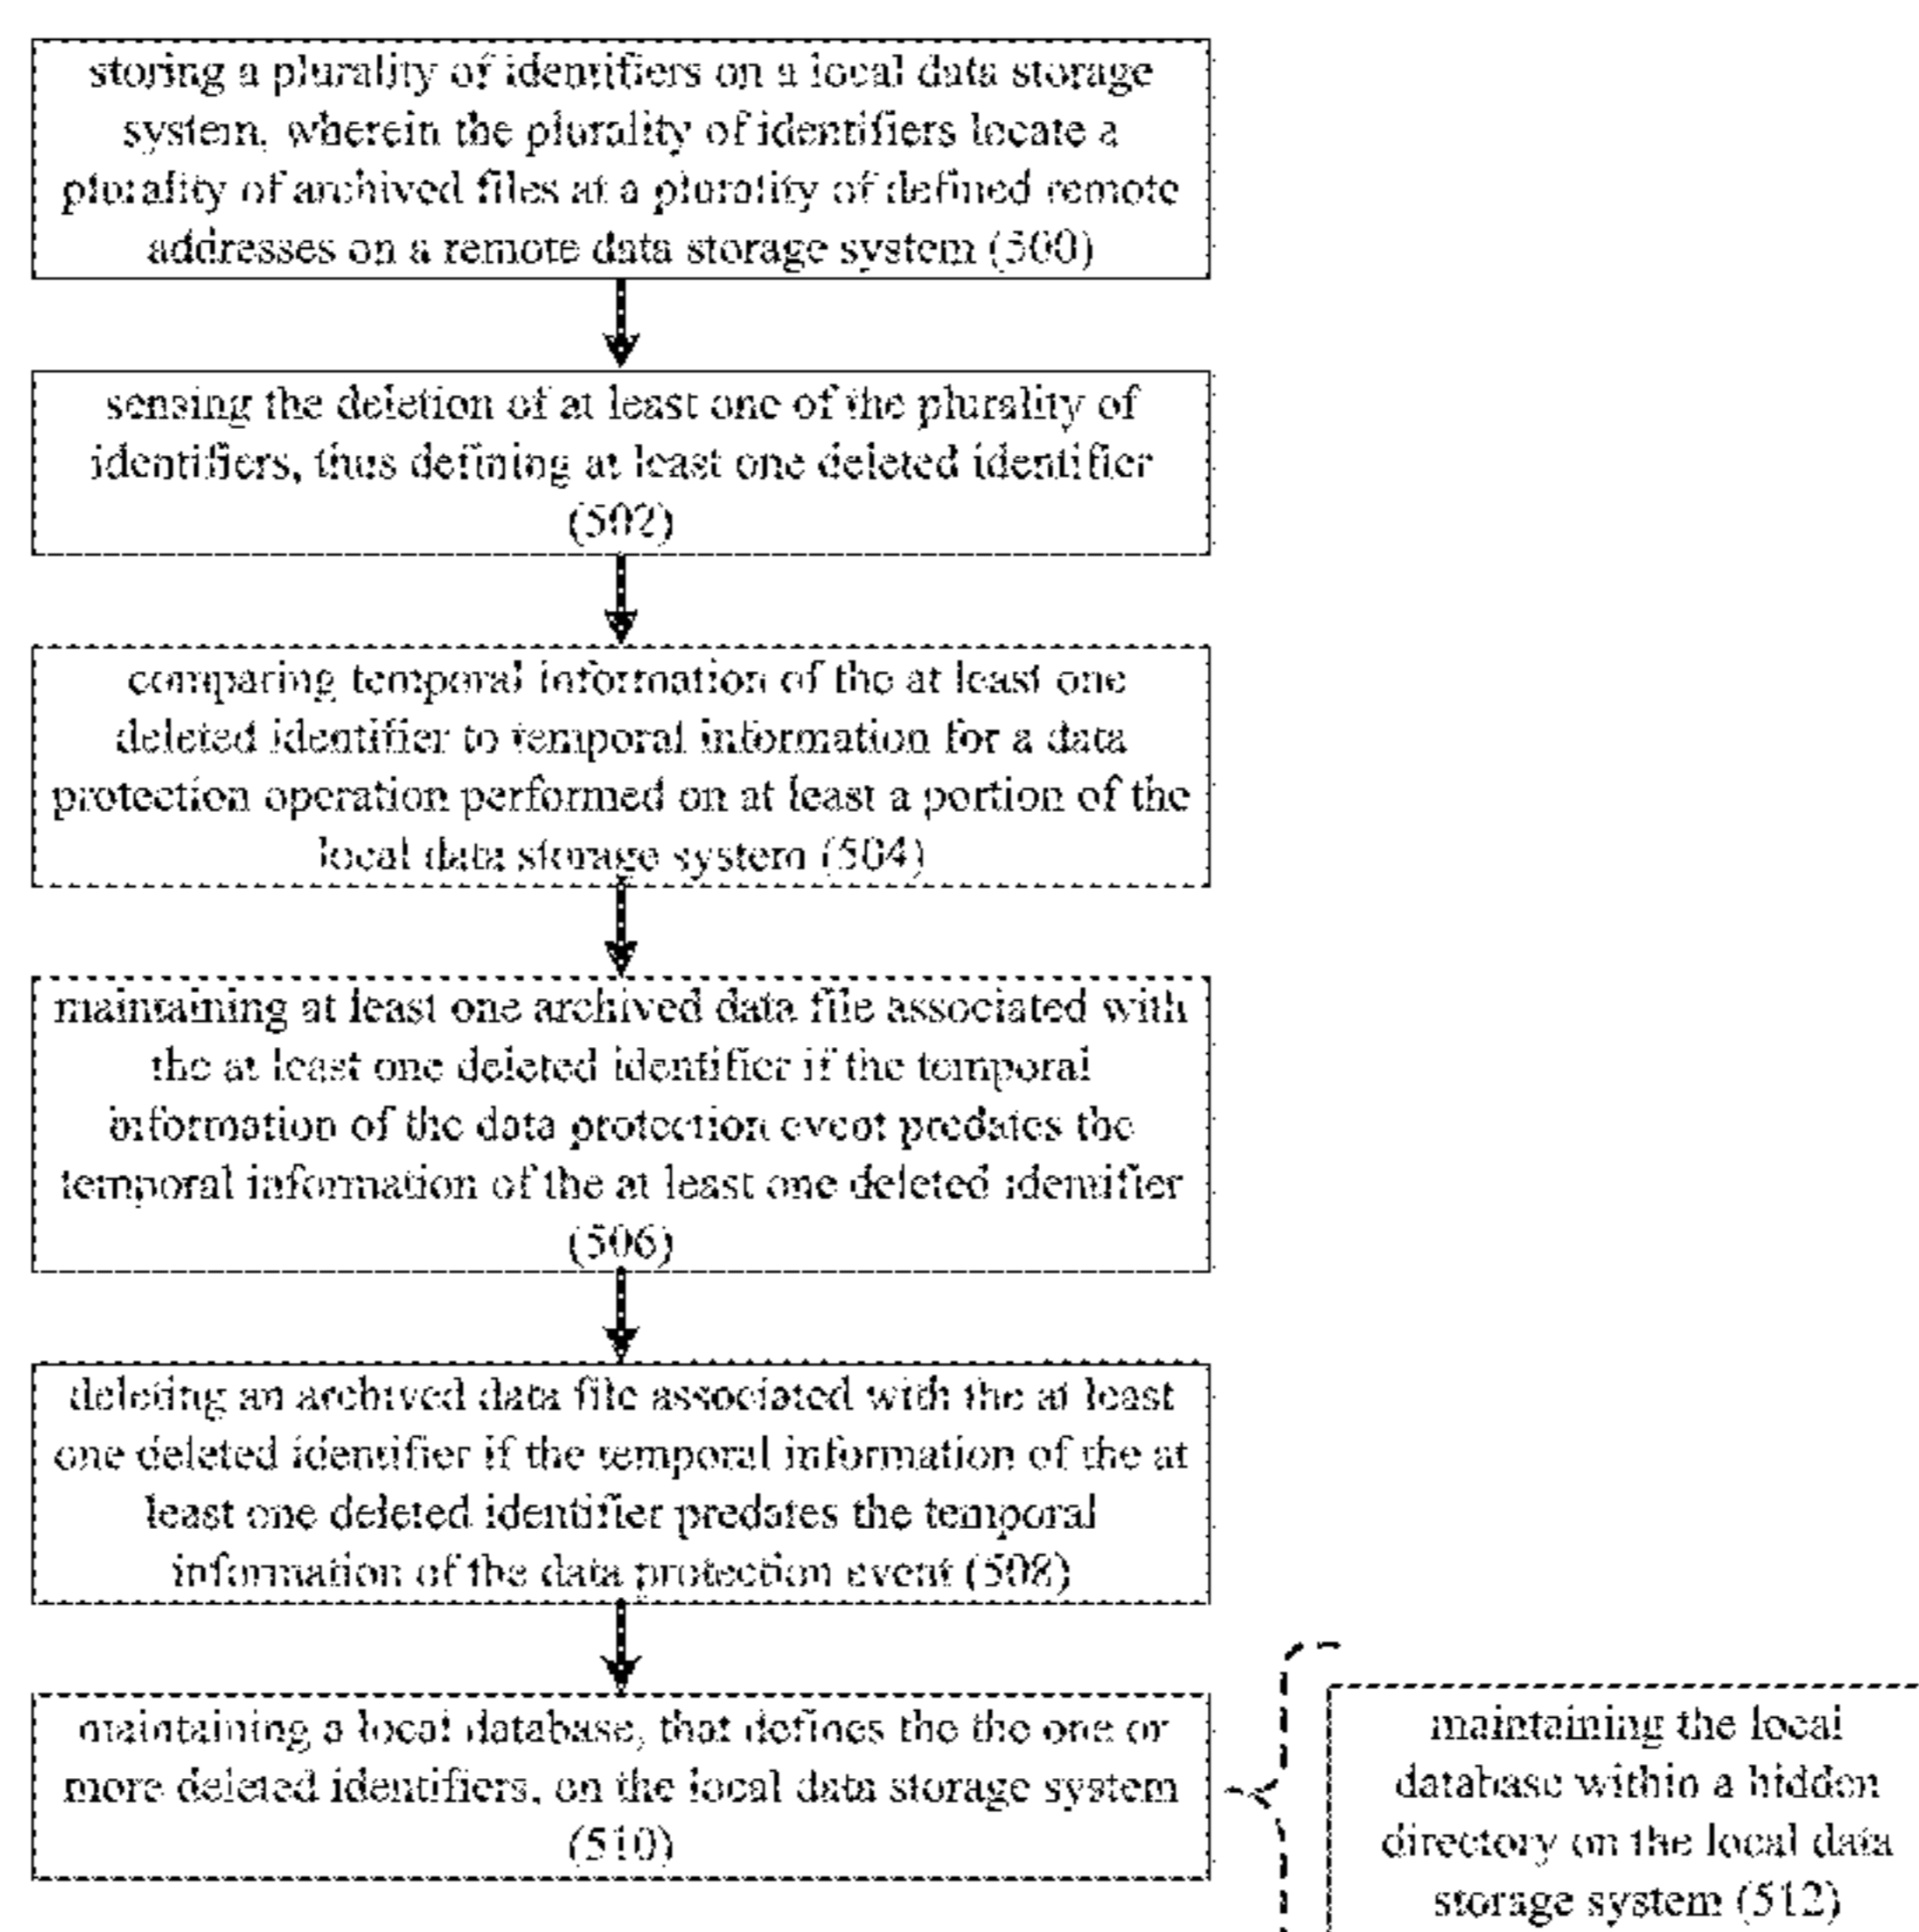 storing a plurality of identifiers on a local data storage
system, wherein the plurality of identifiers locate a
plurality of archived files at a plurality of defined remote
addresses on a remote data storage system (500)
sensing the deletion of at least one of the plurality of
identifiers, thus defining at least one deleted identifier
(502)
comparing temporal information of the at least one
deleted identifier to temporal information for a data
protection operation performed on at least a portion of the
local data storage system (504)
maintaining at least one archived data file associated with
the at least one deleted identifier if the temporal
information of the data protection event predates the
temporal information of the at least one deleted identifier
(506)
deleting an archived data file associated with the at least
one deleted identifier if the temporal information of the at
least one deleted identifier predates the temporal
information of the data protection event (508)
maintaining a local database, that defines the the one or
more deleted identifiers, on the local data storage system
(510)
maintaining the local
database within a hidden
directory on the local data
storage system (512)